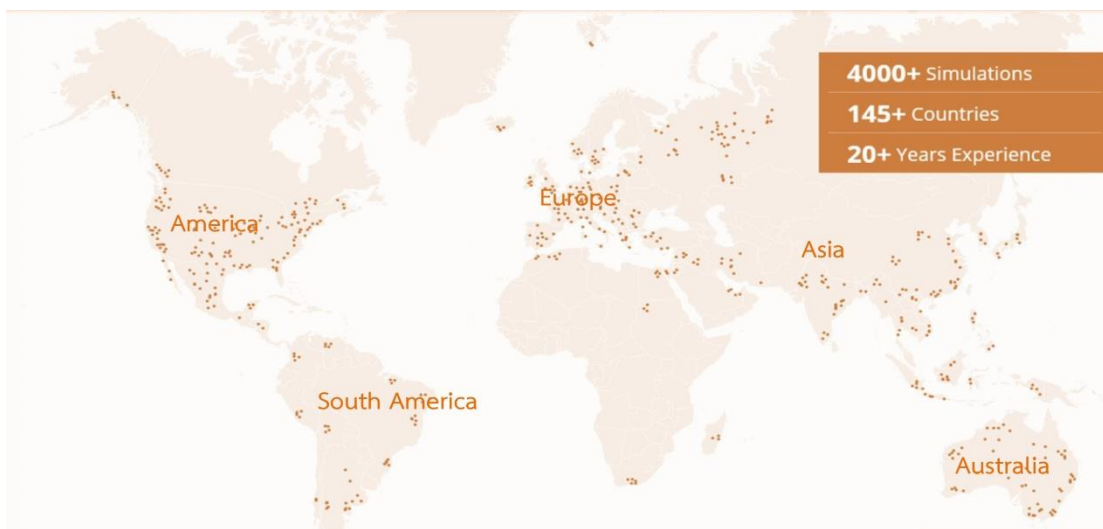 4000+ Simulations
145+ Countries
20+ Years Experience
Europe
America
Asia
South America
Australia